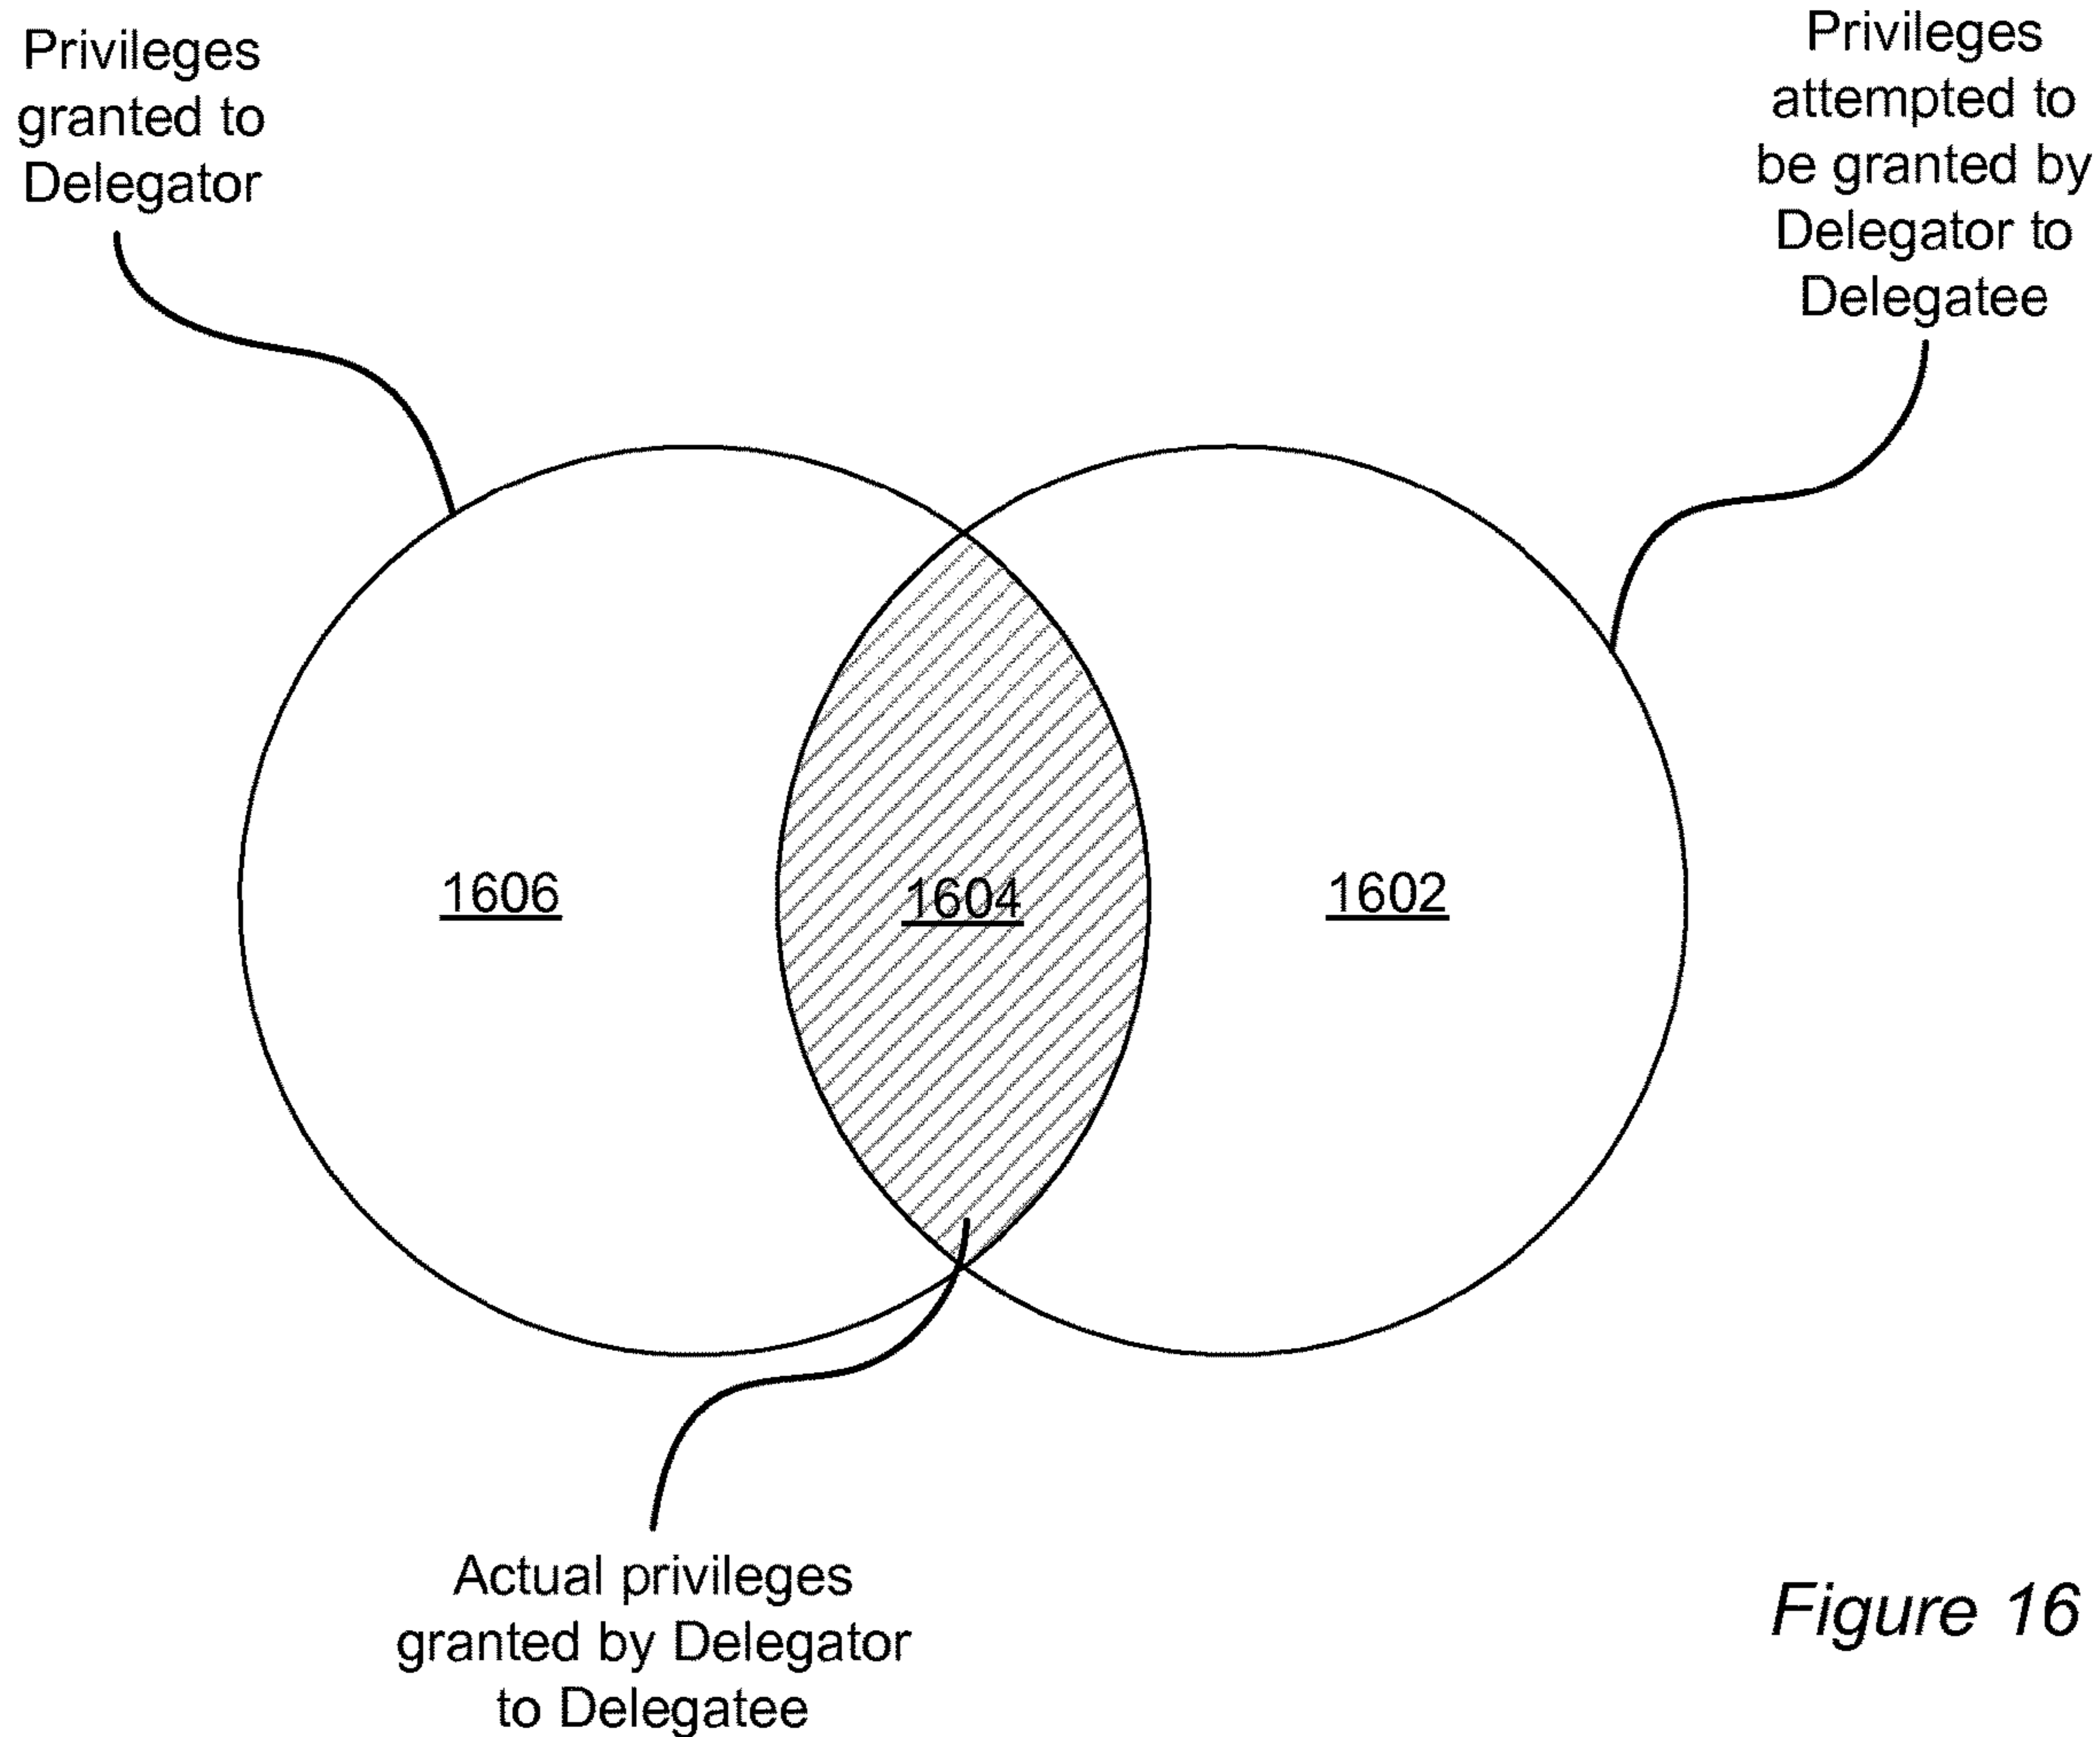 Privileges
granted to
Delegator
Privileges
attempted to
be granted by
Delegator to
Delegatee
1606
1604
1602
Actual privileges
granted by Delegator
to Delegatee
Figure 16